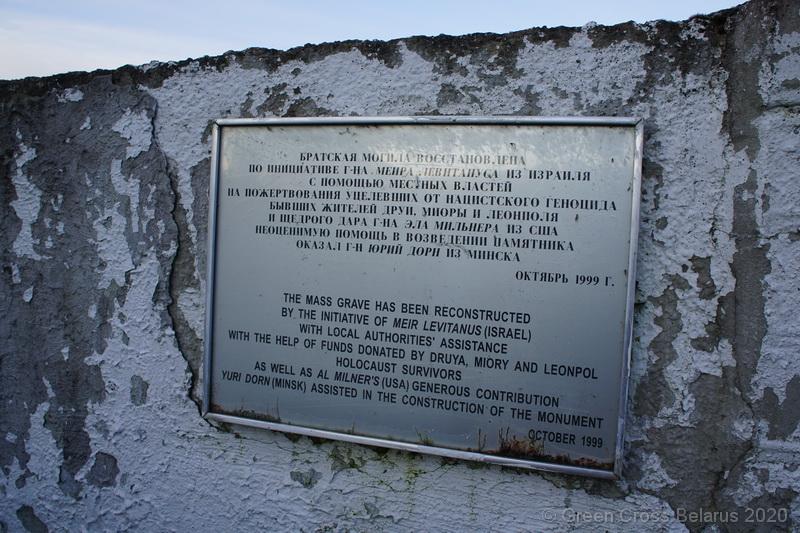 БРАТСКАЯ МОГИЛА ВОССТАНОВЛЕНА
ПО ИНИЦИАТИВЕ Г-НА МЕИРА ЛЕВИТАНУСА ИЗ ИЗРАИЛЯ
С ПОМОЩЬЮ МЕСТНЫХ ВЛАСТЕЙ
НА ПОЖЕРТВОВАНИЯ УЦЕЛЕВШИХ ОТ НАЦИСТСКОГО ГЕНОЦИДА
БЫВШИХ ЖИТЕЛЕЙ ДРУИ, МИОРЫ И ЛЕОНПОЛЯ
И ЩЕДРОГО ДАРА Г-НА ЭЛА МИЛЬНЕРА ИЗ США
НЕОЦЕНИМУЮ ПОМОЩЬ В ВОЗВЕДЕНИИ ПАМЯТНИКА
ОКАЗАЛ Г-Н ЮРИЙ ДОРН ИЗ МИНСКА
ОКТЯБРЬ 1999 Г.
THE MASS GRAVE HAS BEEN RECONSTRUCTED
BY THE INITIATIVE OF MEIR LEVITANUS (ISRAEL)
WITH LOCAL AUTHORITIES' ASSISTANCE
WITH THE HELP OF FUNDS DONATED BY DRUYA, MIORY AND LEONPOL
HOLOCAUST SURVIVORS
AS WELL AS AL MILNER'S (USA) GENEROUS CONTRIBUTION
YURI DORN (MINSK) ASSISTED IN THE CONSTRUCTION OF THE MONUMENT
OCTOBER 1999
© Green Cross Belarus 2020